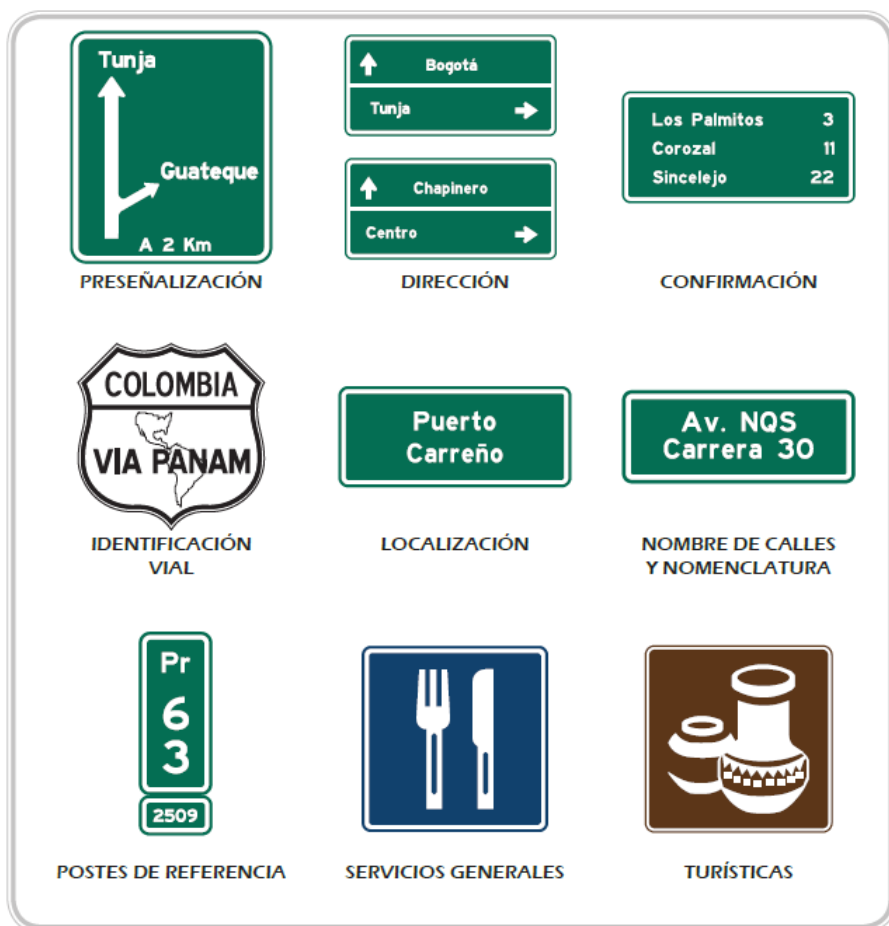 Tunja
Guateque
A 2 Km
PRESEÑALIZACIÓN
Bogotá
Tunja
Chapinero
Centro
DIRECCIÓN
Los Palmitos 3
Corozal 11
Sincelejo 22
CONFIRMACIÓN
COLOMBIA
VIA PANAM
IDENTIFICACIÓN
VIAL
Puerto
Carreño
LOCALIZACIÓN
Av. NQS
Carrera 30
NOMBRE DE CALLES
Y NOMENCLATURA
Pr
6
3
2509
POSTES DE REFERENCIA
SERVICIOS GENERALES
TURÍSTICAS